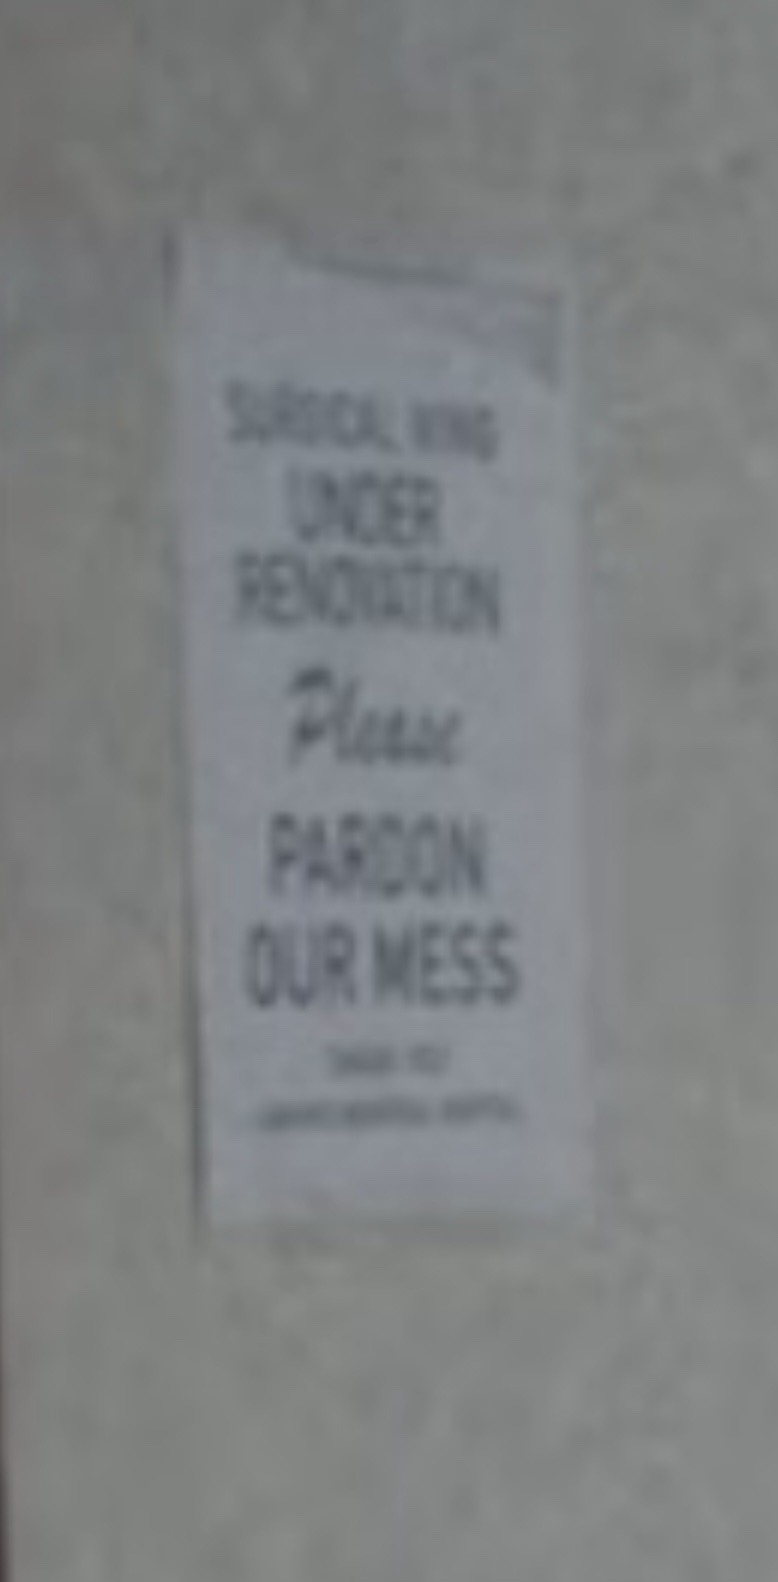 SURGICAL WING
UNDER
RENOVATION
Please
PARDON
OUR MESS